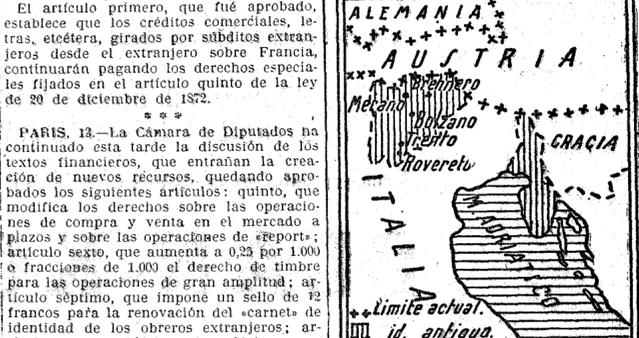 El artículo primero, que fué aprobado,
establece que los créditos comerciales, le-
tras, etcétera, girados por súbditos extran-
jeros desde el extranjero sobre Francia,
continuarán pagando los derechos especia-
les fijados en el artículo quinto de la ley
de 20 de diciembre de 1872.
* * *
PARIS, 13.—La Cámara de Diputados ha
continuado esta tarde la discusión de los
textos financieros, que entrañan la crea-
ción de nuevos recursos, quedando apro-
bados los siguientes artículos: quinto, que
modifica los derechos sobre las operacio-
nes de compra y venta en el mercado a
plazos y sobre las operaciones de «report»;
artículo sexto, que aumenta a 0,25 por 1.000
o fracciones de 1.000 el derecho de timbre
para las operaciones de gran amplitud; ar-
tículo séptimo, que impone un sello de 12
francos para la renovación del «carnet» de
identidad de los obreros extranjeros; ar-
ALEMANIA
AUSTRIA
Brennero
Merano
Bolzano
Trento
Rovereto
CRACIA
ITALIA
M. ADRIATICO
Limite actual.
id. antiguo.